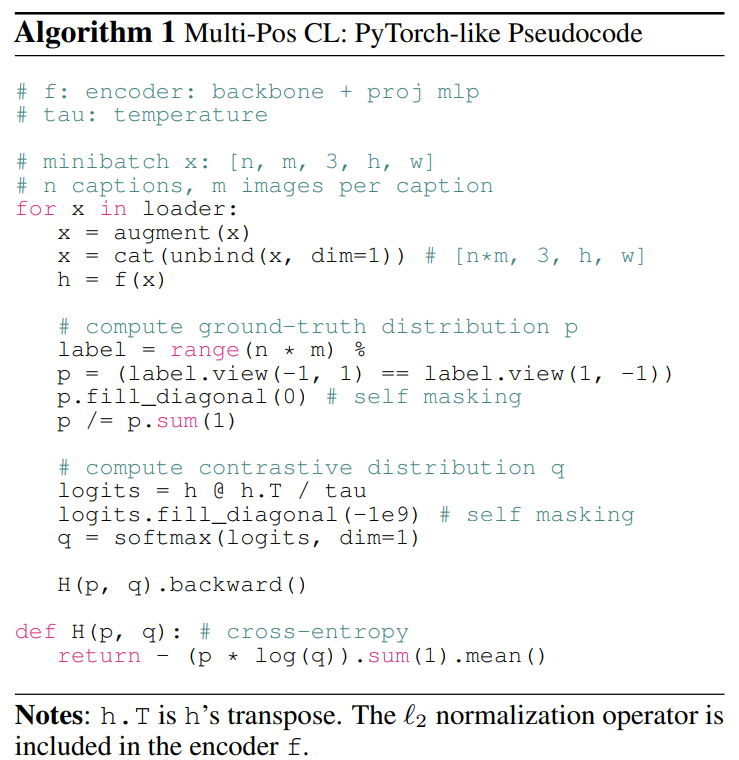 Algorithm 1 Multi-Pos CL: PyTorch-like Pseudocode
# f: encoder: backbone + proj mlp
# tau: temperature
# minibatch x: [n, m, 3, h, w]
# n captions, m images per caption
for x in loader:
x = augment(x)
x = cat(unbind(x, dim=1)) # [n*m, 3, h, w]
h = f(x)
# compute ground-truth distribution p
label = range(n * m) %
p = (label.view(-1, 1) == label.view(1, -1))
p.fill_diagonal(0) # self masking
p /= p.sum(1)
# compute contrastive distribution q
logits = h @ h.T / tau
logits.fill_diagonal(-1e9) # self masking
q = softmax(logits, dim=1)
H(p, q).backward()
def H(p, q): # cross-entropy
return - (p * log(q)).sum(1).mean()
Notes: h.T is h's transpose. The ℓ2 normalization operator is
included in the encoder f.